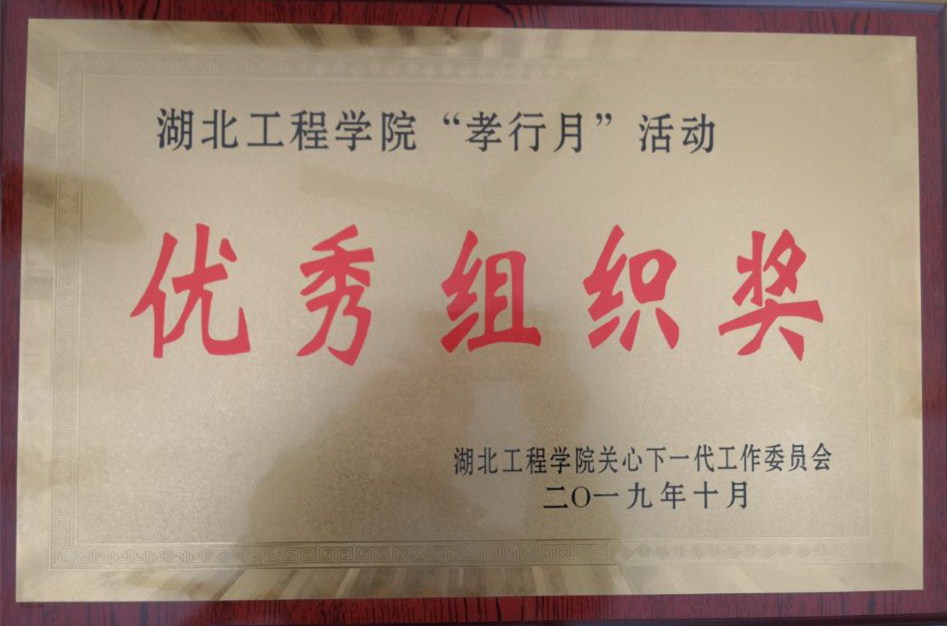 湖北工程学院“孝行月”活动
优秀组织奖
湖北工程学院关心下一代工作委员会
二〇一九年十月